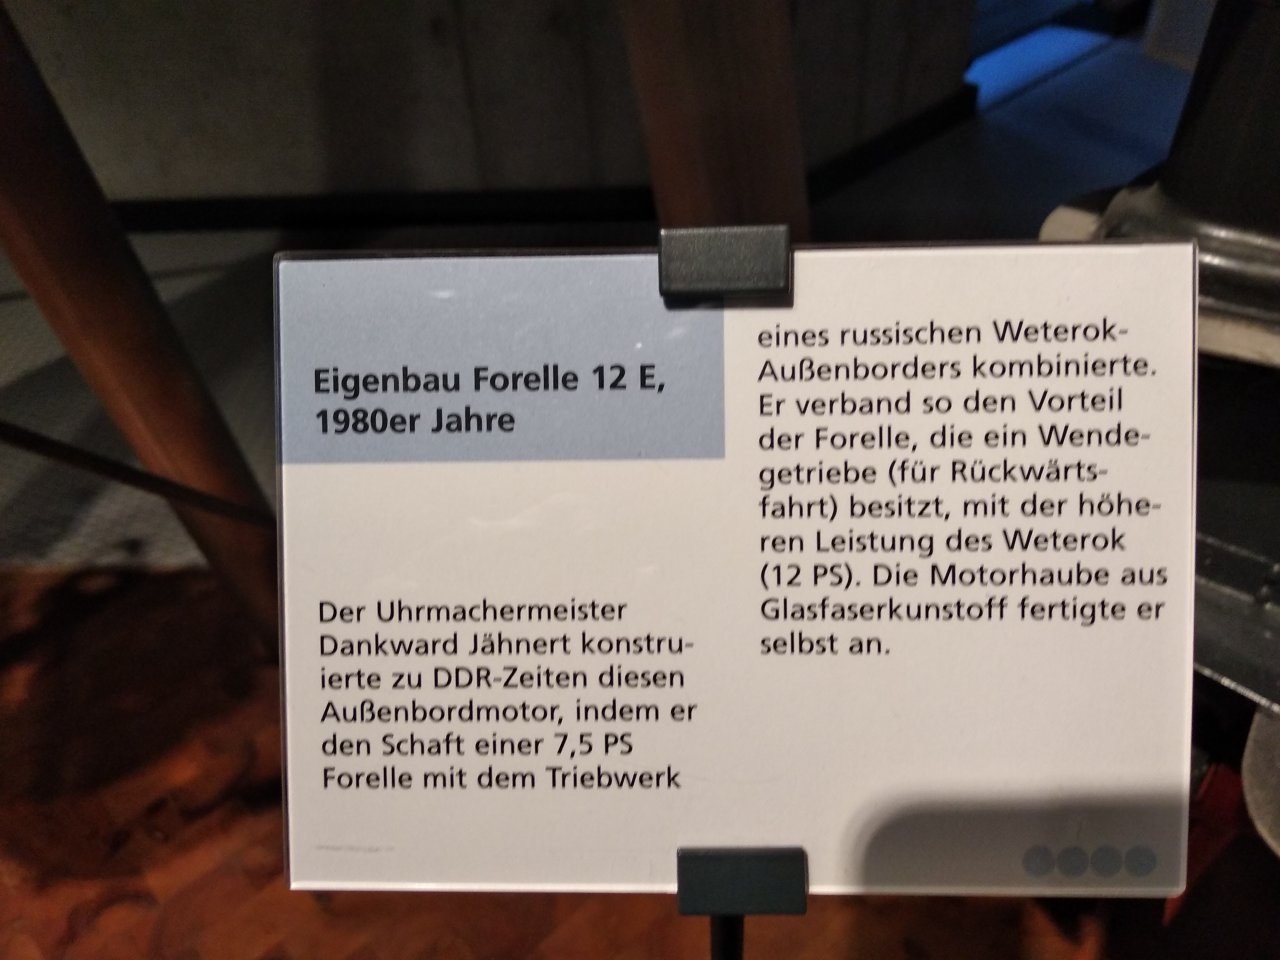 Eigenbau Forelle 12 E,
1980er Jahre
Der Uhrmachermeister
Dankward Jähnert konstru-
ierte zu DDR-Zeiten diesen
Außenbordmotor, indem er
den Schaft einer 7,5 PS
Forelle mit dem Triebwerk
eines russischen Weterok-
Außenborders kombinierte.
Er verband so den Vorteil
der Forelle, die ein Wende-
getriebe (für Rückwärts-
fahrt) besitzt, mit der höhe-
ren Leistung des Weterok
(12 PS). Die Motorhaube aus
Glasfaserkunstoff fertigte er
selbst an.